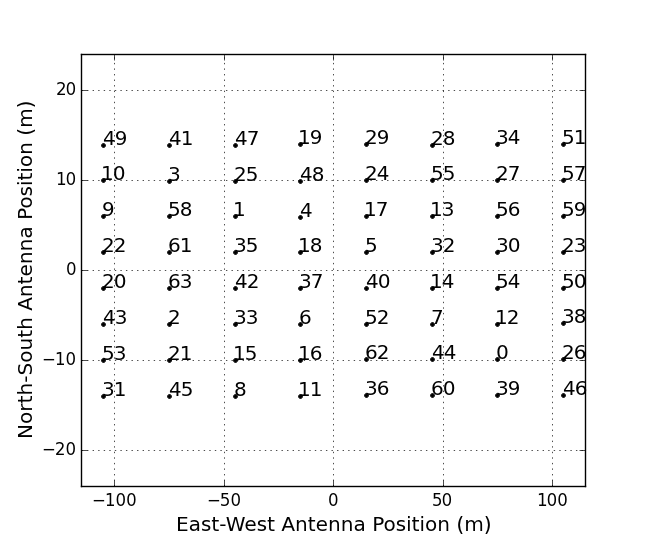 20
49 41 47 19 29 28 34 51
10 3 25 48 24 55 27 57
10
9 58 1 4 17 13 56 59
22 61 35 18 5 32 30 23
0
20 63 42 37 40 14 54 50
43 2 33 6 52 7 12 38
53 21 15 16 62 44 0 26
−10
31 45 8 11 36 60 39 46
−20
−100 −50 0 50 100
East-West Antenna Position (m)
North-South Antenna Position (m)